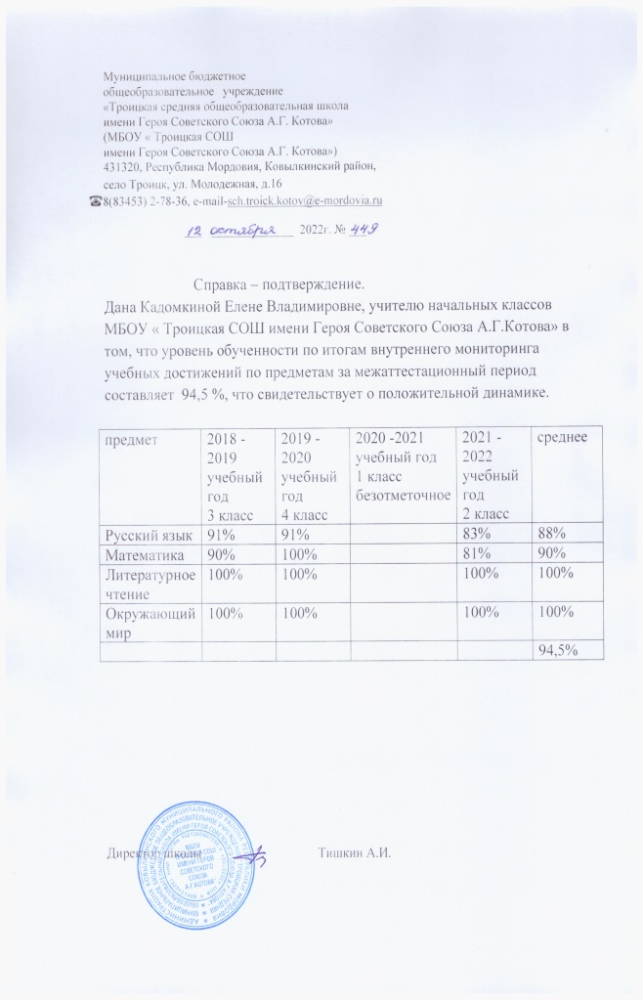 Муниципальное бюджетное
общеобразовательное учреждение
«Троицкая средняя общеобразовательная школа
имени Героя Советского Союза А.Г. Котова»
(МБОУ « Троицкая СОШ
имени Героя Советского Союза А.Г. Котова»)
431320, Республика Мордовия, Ковылкинский район,
село Троицк, ул. Молодежная, д.16
☎8(83453) 2-78-36, e-mail-sch.troick.kotov@e-mordovia.ru
12 октября 2022г. № 449
Справка – подтверждение.
Дана Кадомкиной Елене Владимировне, учителю начальных классов
МБОУ « Троицкая СОШ имени Героя Советского Союза А.Г.Котова» в
том, что уровень обученности по итогам внутреннего мониторинга
учебных достижений по предметам за межаттестационный период
составляет 94,5 %, что свидетельствует о положительной динамике.
предмет 2018 - 2019 учебный год 3 класс 2019 - 2020 учебный год 4 класс 2020 -2021 учебный год 1 класс безотметочное 2021 - 2022 учебный год 2 класс среднее
Русский язык 91% 91% 83% 88%
Математика 90% 100% 81% 90%
Литературное чтение 100% 100% 100% 100%
Окружающий мир 100% 100% 100% 100%
94,5%
Директор школы Тишкин А.И.
МБОУ
СОШ
ИМЕНИ ГЕРОЯ
СОВЕТСКОГО
СОЮЗА
А.Г.КОТОВА"